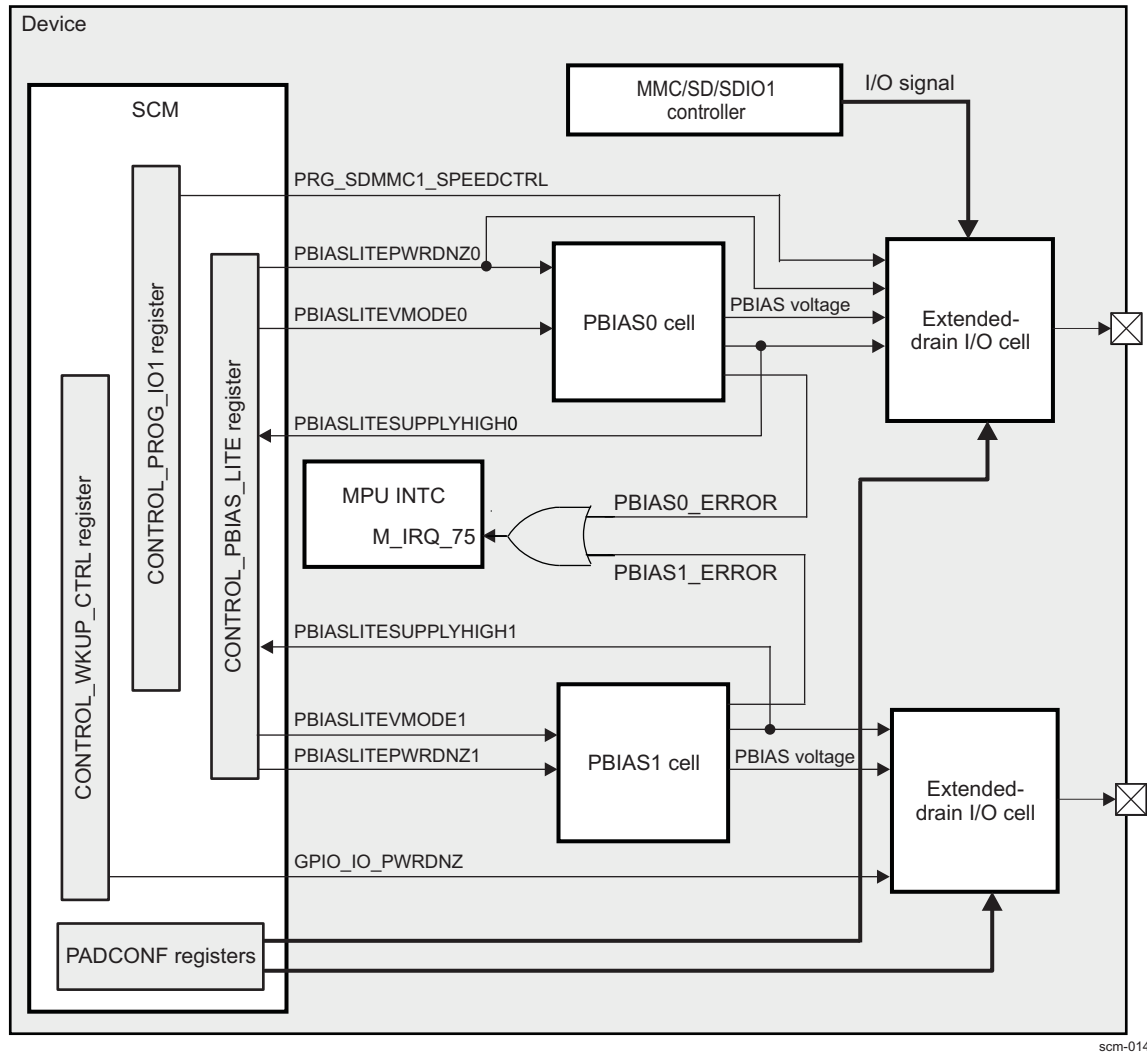 Device
SCM
MMC/SD/SDIO1
controller
I/O signal
PRG_SDMMC1_SPEEDCTRL
PBIASLITEPWRDNZ0
PBIASLITEVMODE0
PBIAS0 cell
PBIAS voltage
Extended-
drain I/O cell
CONTROL_PROG_IO1 register
CONTROL_PBIAS_LITE register
CONTROL_WKUP_CTRL register
PBIASLITESUPPLYHIGH0
MPU INTC
M_IRQ_75
PBIAS0_ERROR
PBIAS1_ERROR
PBIASLITESUPPLYHIGH1
PBIASLITEVMODE1
PBIASLITEPWRDNZ1
PBIAS1 cell
PBIAS voltage
Extended-
drain I/O cell
GPIO_IO_PWRDNZ
PADCONF registers
scm-014